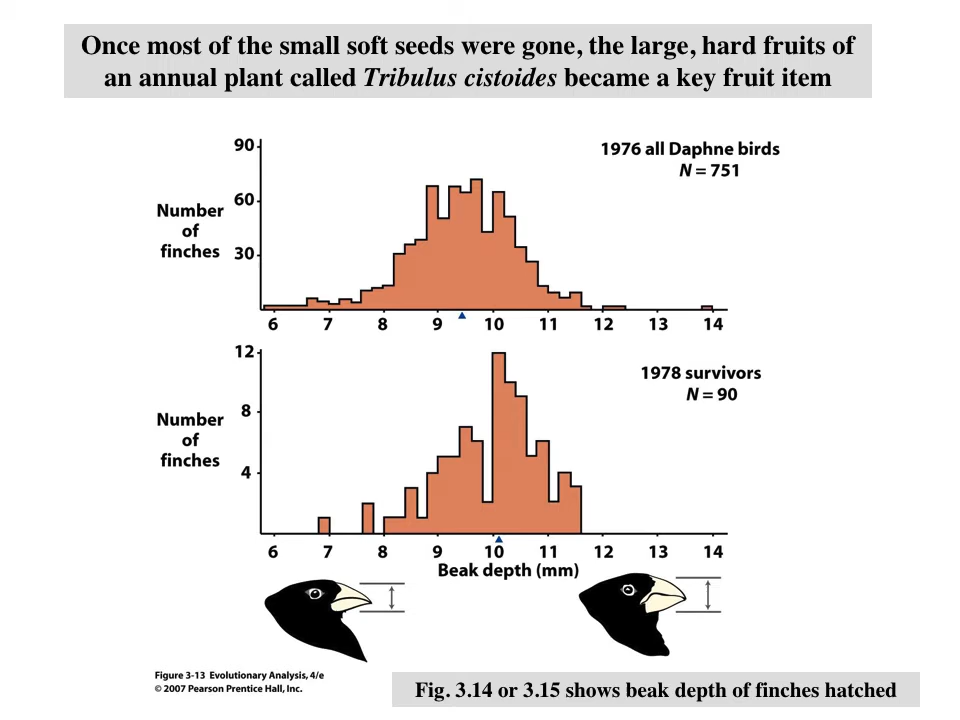 Once most of the small soft seeds were gone, the large, hard fruits of
an annual plant called Tribulus cistoides became a key fruit item
90
60
30
Number
of
finches
1976 all Daphne birds
N = 751
6 7 8 9 10 11 12 13 14
12
8
4
Number
of
finches
1978 survivors
N = 90
6 7 8 9 10 11 12 13 14
Beak depth (mm)
Figure 3-13 Evolutionary Analysis, 4/e
© 2007 Pearson Prentice Hall, Inc.
Fig. 3.14 or 3.15 shows beak depth of finches hatched